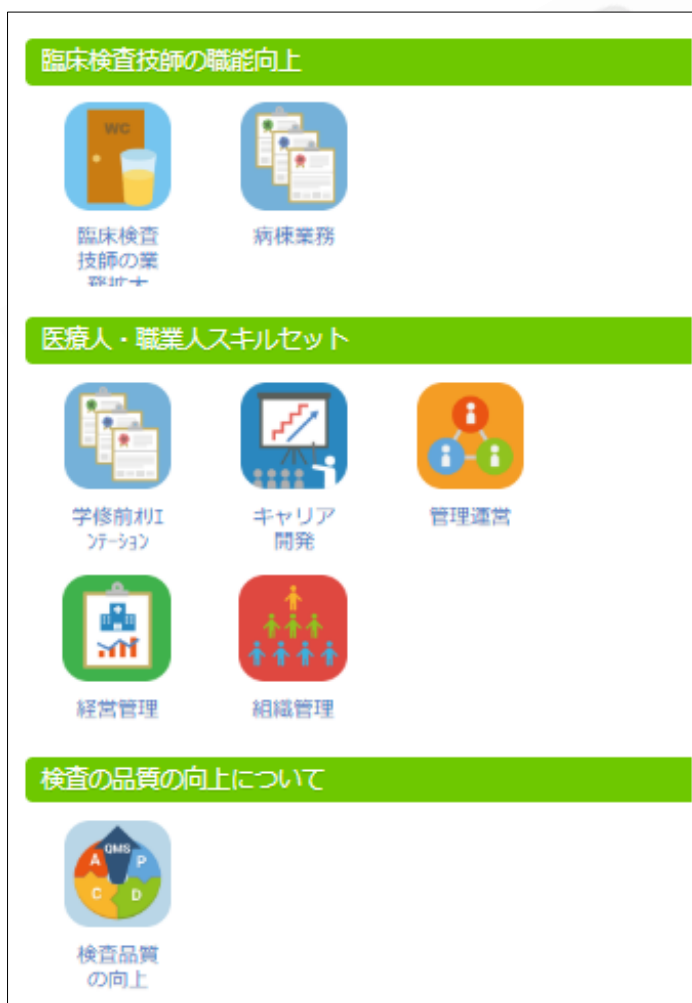 臨床検査技師の職能向上
WC
臨床検査
技師の業
務拡大
病棟業務
医療人・職業人スキルセット
学修前ｵﾘｴ
ﾝﾃｰｼｮﾝ
キャリア
開発
管理運営
経営管理
組織管理
検査の品質の向上について
QMS
A
P
C
D
検査品質
の向上